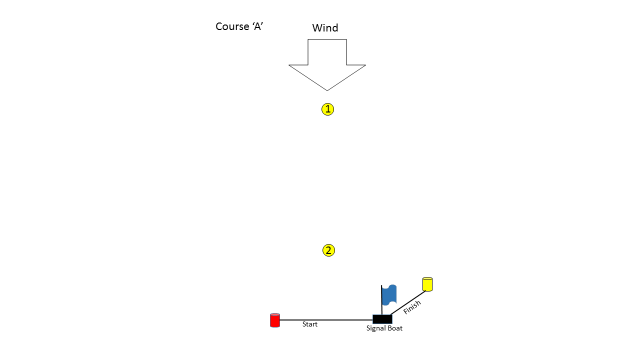 Course ‘A’
Wind
1
2
Start
Finish
Signal Boat